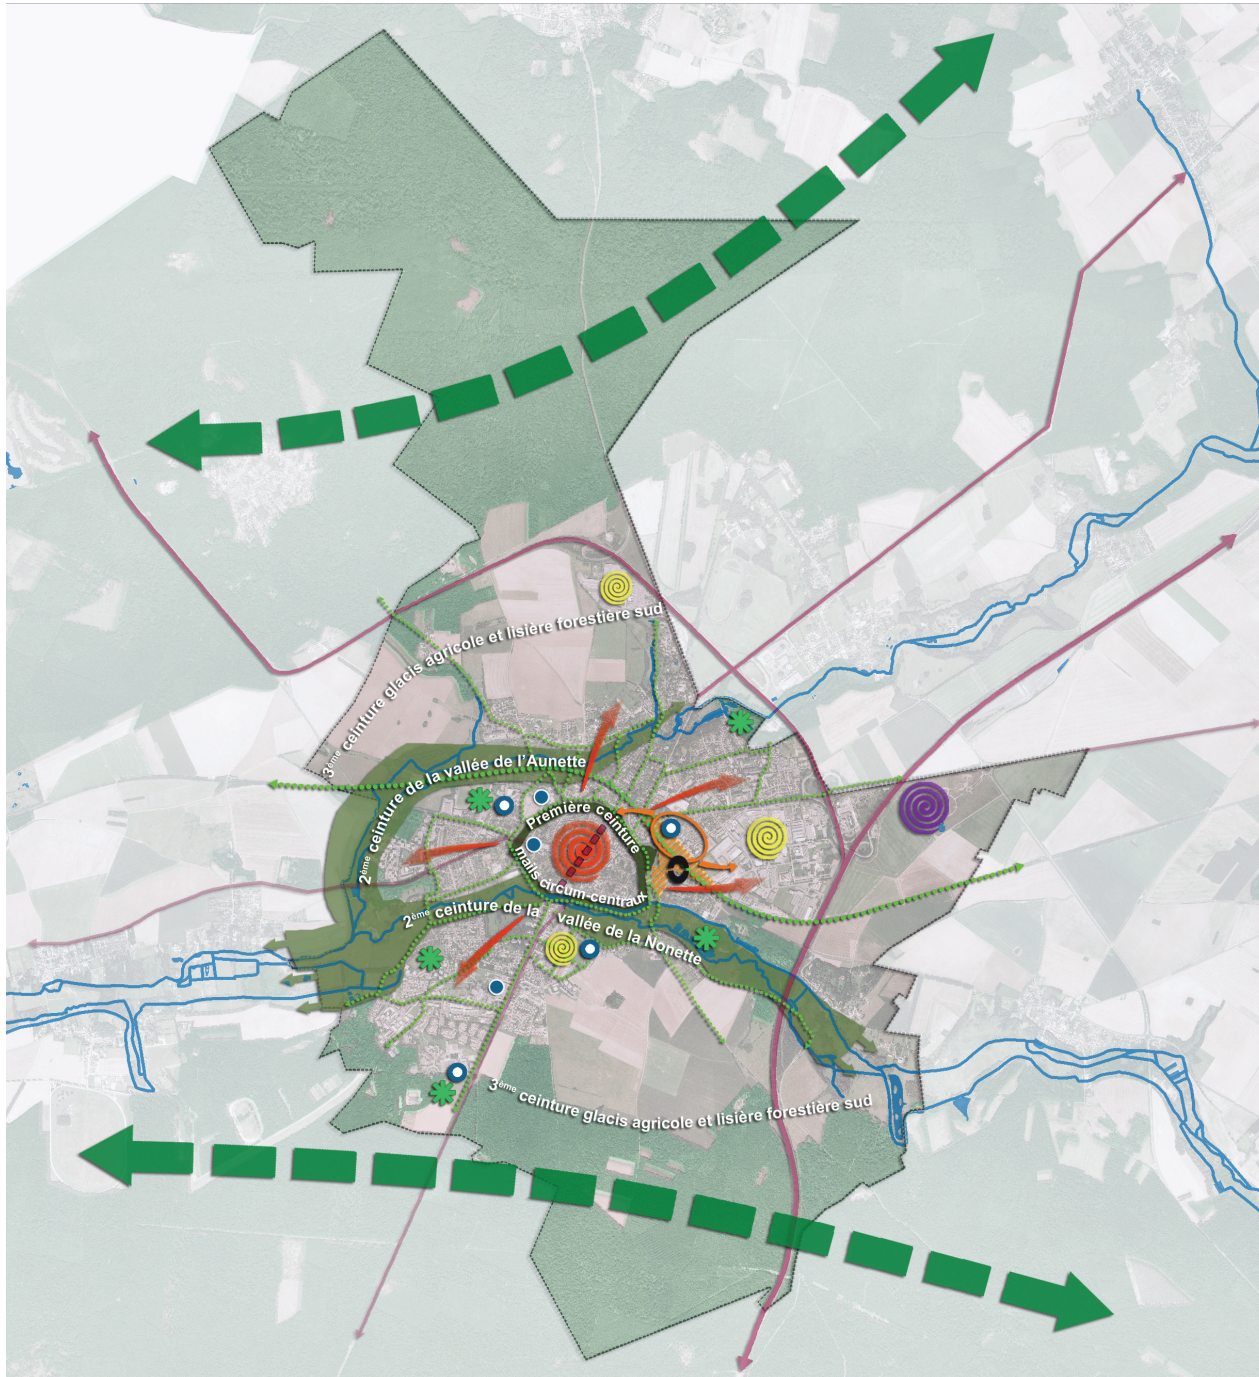 3ème ceinture glacis agricole et lisière forestière sud
2ème ceinture de la vallée de l'Aunette
Première ceinture
mails circum-centraux
2ème ceinture de la vallée de la Nonette
3ème ceinture glacis agricole et lisière forestière sud